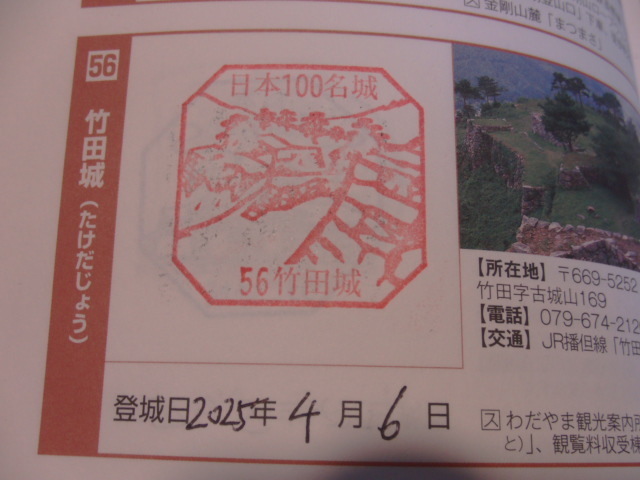 金剛山麓「まつまさ」
56
竹田城（たけだじょう）
日本100名城
56竹田城
【所在地】〒669-5252
竹田字古城山169
【電話】079-674-212
【交通】JR播但線「竹田
登城日2025年 4 月 6 日
ス わだやま観光案内所
と）」、観覧料収受棟